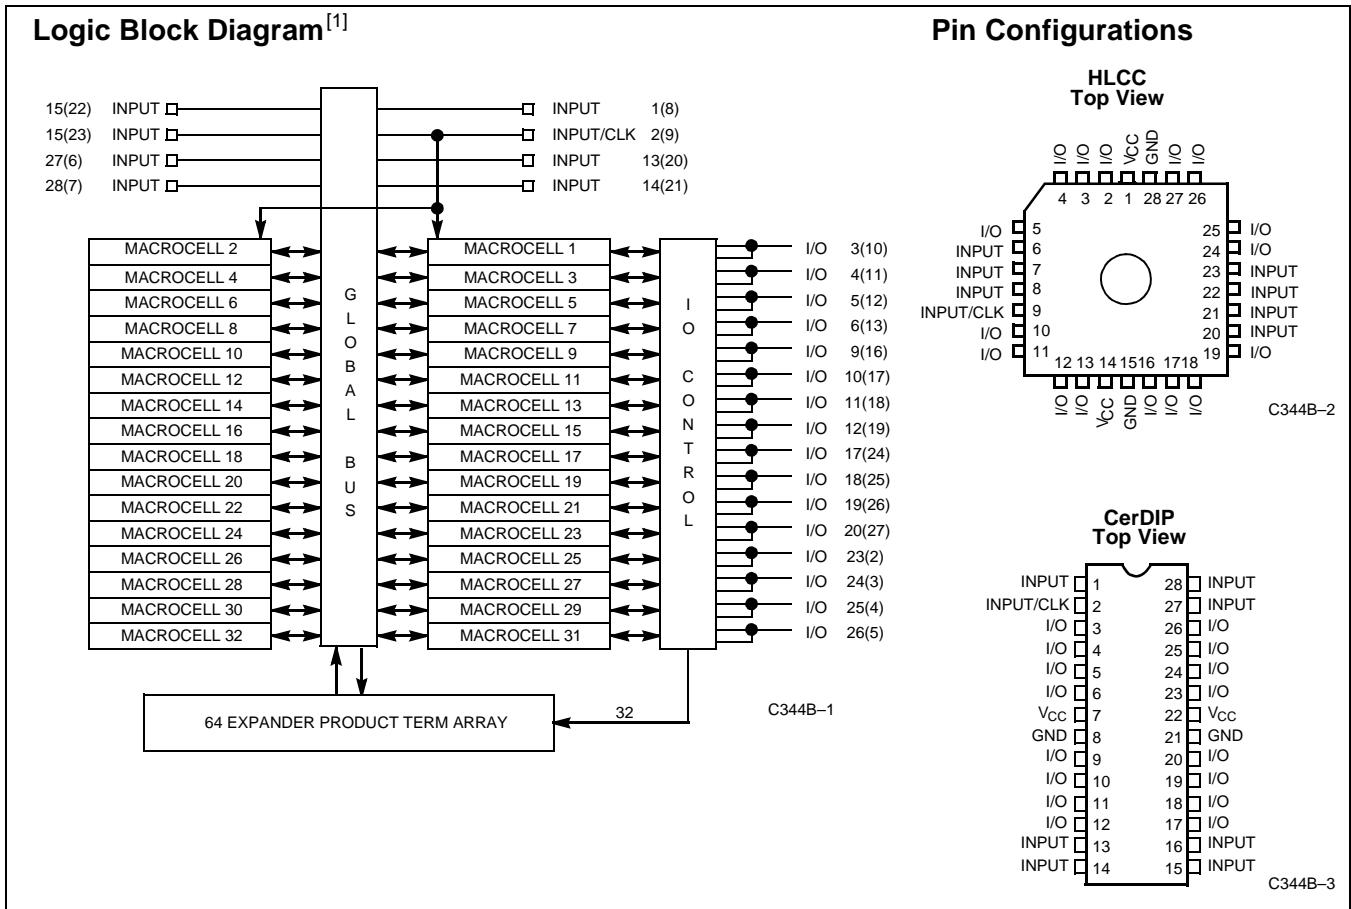 Logic Block Diagram[1]
15(22) INPUT
15(23) INPUT
27(6) INPUT
28(7) INPUT
INPUT 1(8)
INPUT/CLK 2(9)
INPUT 13(20)
INPUT 14(21)
MACROCELL 2
MACROCELL 4
MACROCELL 6
MACROCELL 8
MACROCELL 10
MACROCELL 12
MACROCELL 14
MACROCELL 16
MACROCELL 18
MACROCELL 20
MACROCELL 22
MACROCELL 24
MACROCELL 26
MACROCELL 28
MACROCELL 30
MACROCELL 32
GLOBAL BUS
MACROCELL 1
MACROCELL 3
MACROCELL 5
MACROCELL 7
MACROCELL 9
MACROCELL 11
MACROCELL 13
MACROCELL 15
MACROCELL 17
MACROCELL 19
MACROCELL 21
MACROCELL 23
MACROCELL 25
MACROCELL 27
MACROCELL 29
MACROCELL 31
IO CONTROL
I/O 3(10)
I/O 4(11)
I/O 5(12)
I/O 6(13)
I/O 9(16)
I/O 10(17)
I/O 11(18)
I/O 12(19)
I/O 17(24)
I/O 18(25)
I/O 19(26)
I/O 20(27)
I/O 23(2)
I/O 24(3)
I/O 25(4)
I/O 26(5)
64 EXPANDER PRODUCT TERM ARRAY
32
C344B–1
Pin Configurations
HLCC
Top View
I/O I/O I/O VCC GND I/O I/O
4 3 2 1 28 27 26
I/O 5
INPUT 6
INPUT 7
INPUT 8
INPUT/CLK 9
I/O 10
I/O 11
25 I/O
24 I/O
23 INPUT
22 INPUT
21 INPUT
20 INPUT
19 I/O
12 13 14 15 16 17 18
I/O I/O VCC GND I/O I/O I/O
C344B–2
CerDIP
Top View
INPUT 1 28 INPUT
INPUT/CLK 2 27 INPUT
I/O 3 26 I/O
I/O 4 25 I/O
I/O 5 24 I/O
I/O 6 23 I/O
VCC 7 22 VCC
GND 8 21 GND
I/O 9 20 I/O
I/O 10 19 I/O
I/O 11 18 I/O
I/O 12 17 I/O
INPUT 13 16 INPUT
INPUT 14 15 INPUT
C344B–3